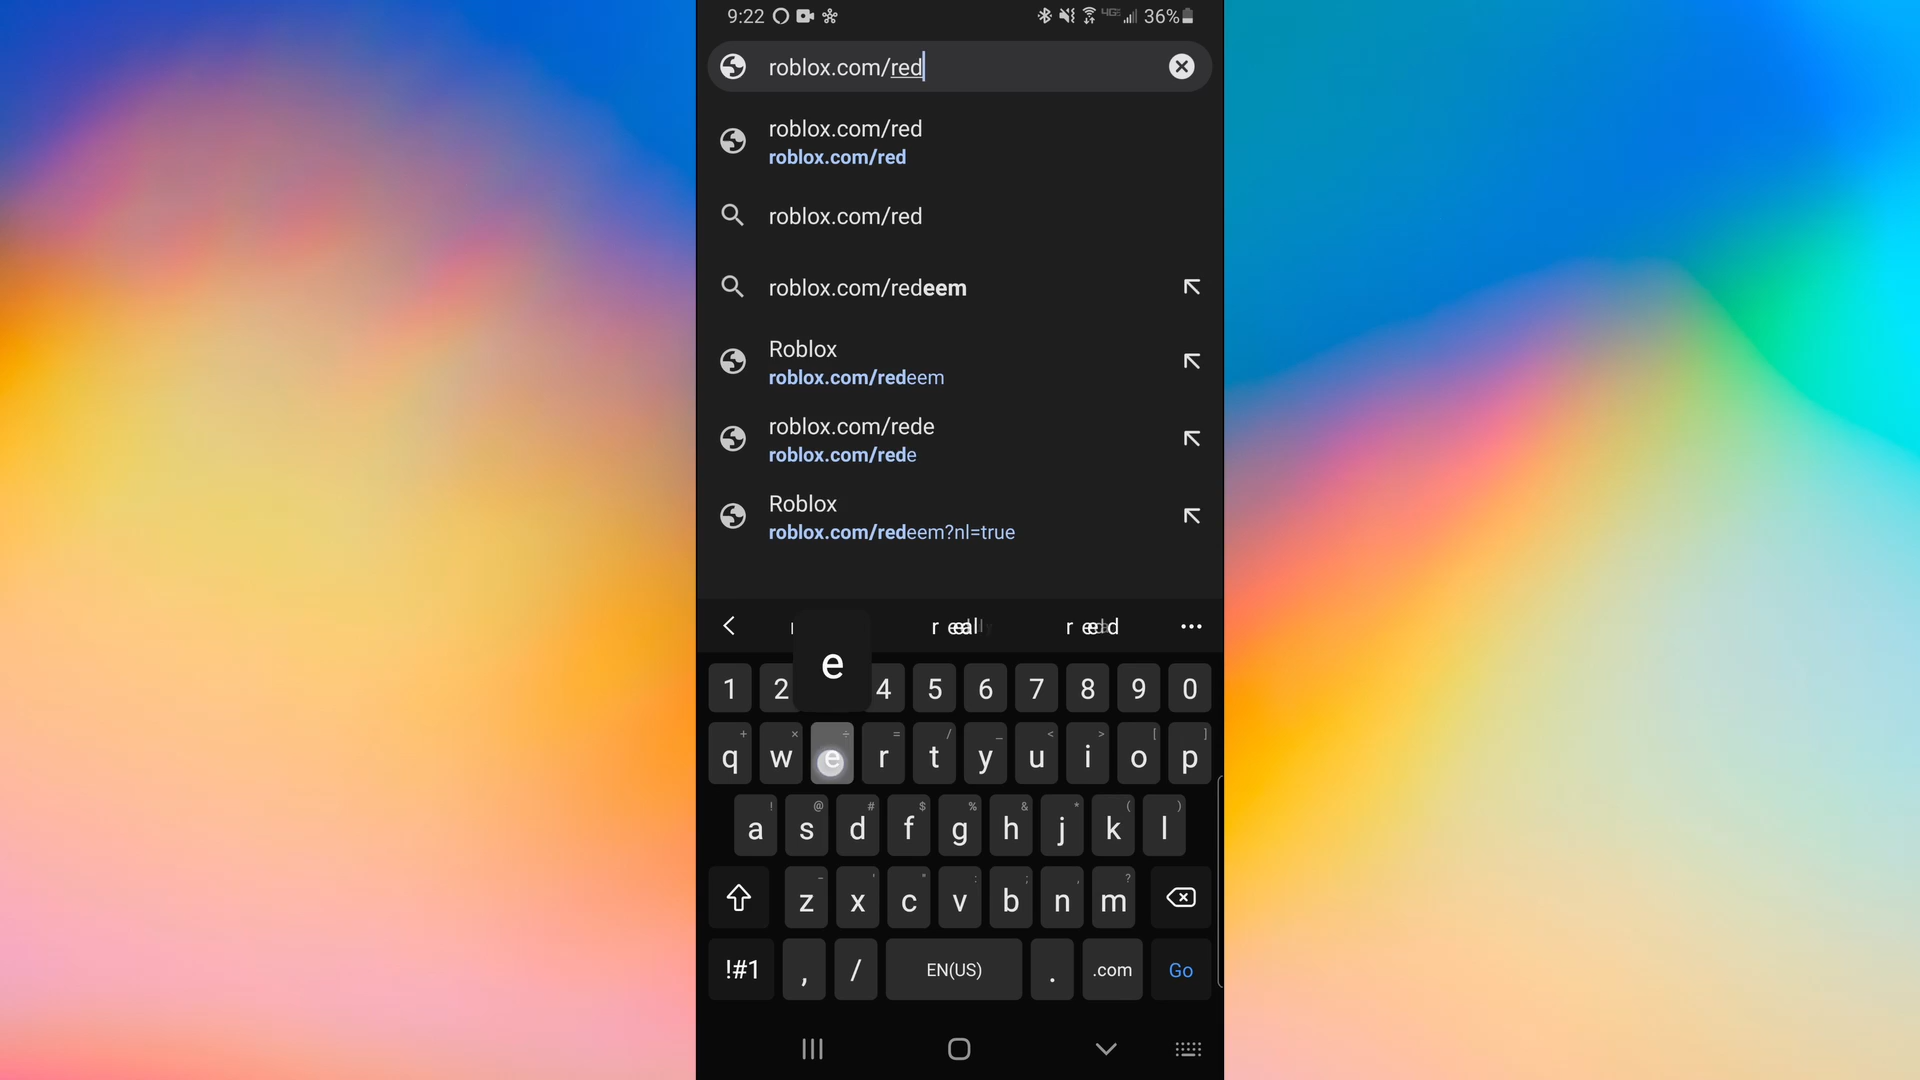 9:22 4G 36%
roblox.com/red
roblox.com/red
roblox.com/red
roblox.com/red
roblox.com/redeem
Roblox
roblox.com/redeem
roblox.com/rede
roblox.com/rede
Roblox
roblox.com/redeem?nl=true
e
1 2 4 5 6 7 8 9 0
+ × ÷ = / _ < > [ ]
q w e r t y u i o p
! @ # $ % & * ( )
a s d f g h j k l
- ' " : ; , ?
z x c v b n m
!#1 , / EN(US) . .com Go